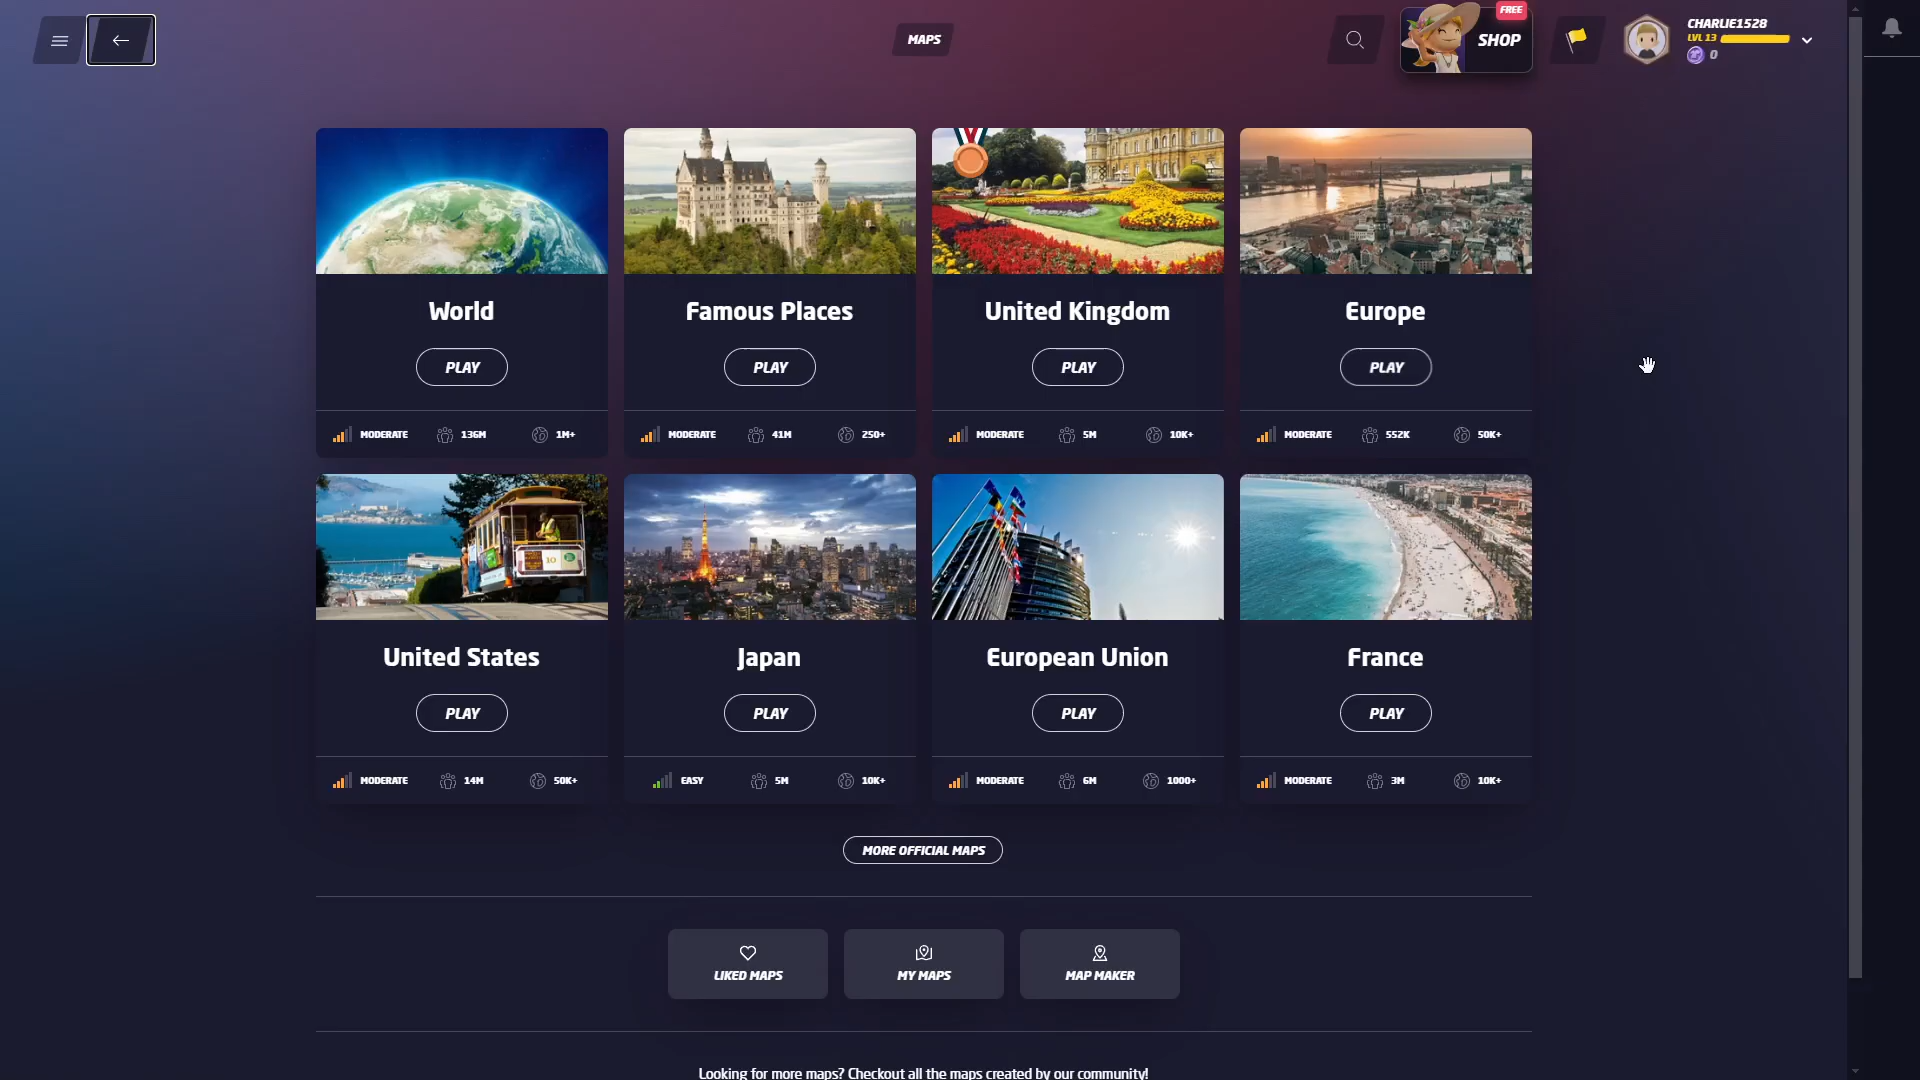 MAPS
FREE
SHOP
CHARLIE1528
LVL 13
0
World
Famous Places
United Kingdom
Europe
PLAY
PLAY
PLAY
PLAY
MODERATE 136M 1M+
MODERATE 41M 250+
MODERATE 5M 10K+
MODERATE 552K 50K+
10
United States
Japan
European Union
France
PLAY
PLAY
PLAY
PLAY
MODERATE 14M 50K+
EASY 5M 10K+
MODERATE 6M 1000+
MODERATE 3M 10K+
MORE OFFICIAL MAPS
LIKED MAPS
MY MAPS
MAP MAKER
Looking for more maps? Checkout all the maps created by our community!